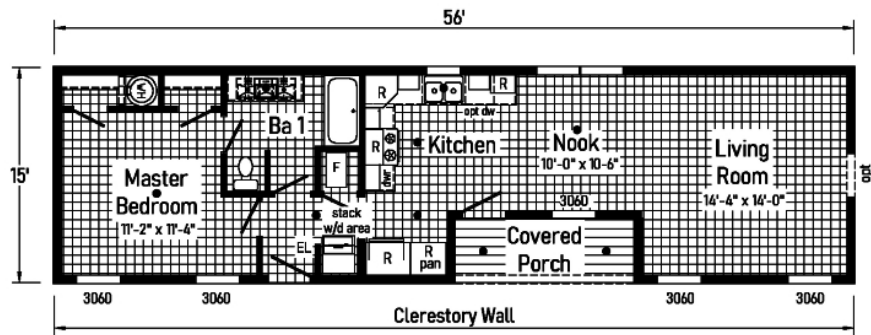 56'
15'
WH
Ba 1
R
R
opt dw
R
dwr
Kitchen
Nook
10'-0" x 10'-6"
Living
Room
14'-4" x 14'-0"
opt
Master
Bedroom
11'-2" x 11'-4"
F
stack
w/d area
EL
R
R
pan
3060
Covered
Porch
3060
3060
3060
3060
Clerestory Wall